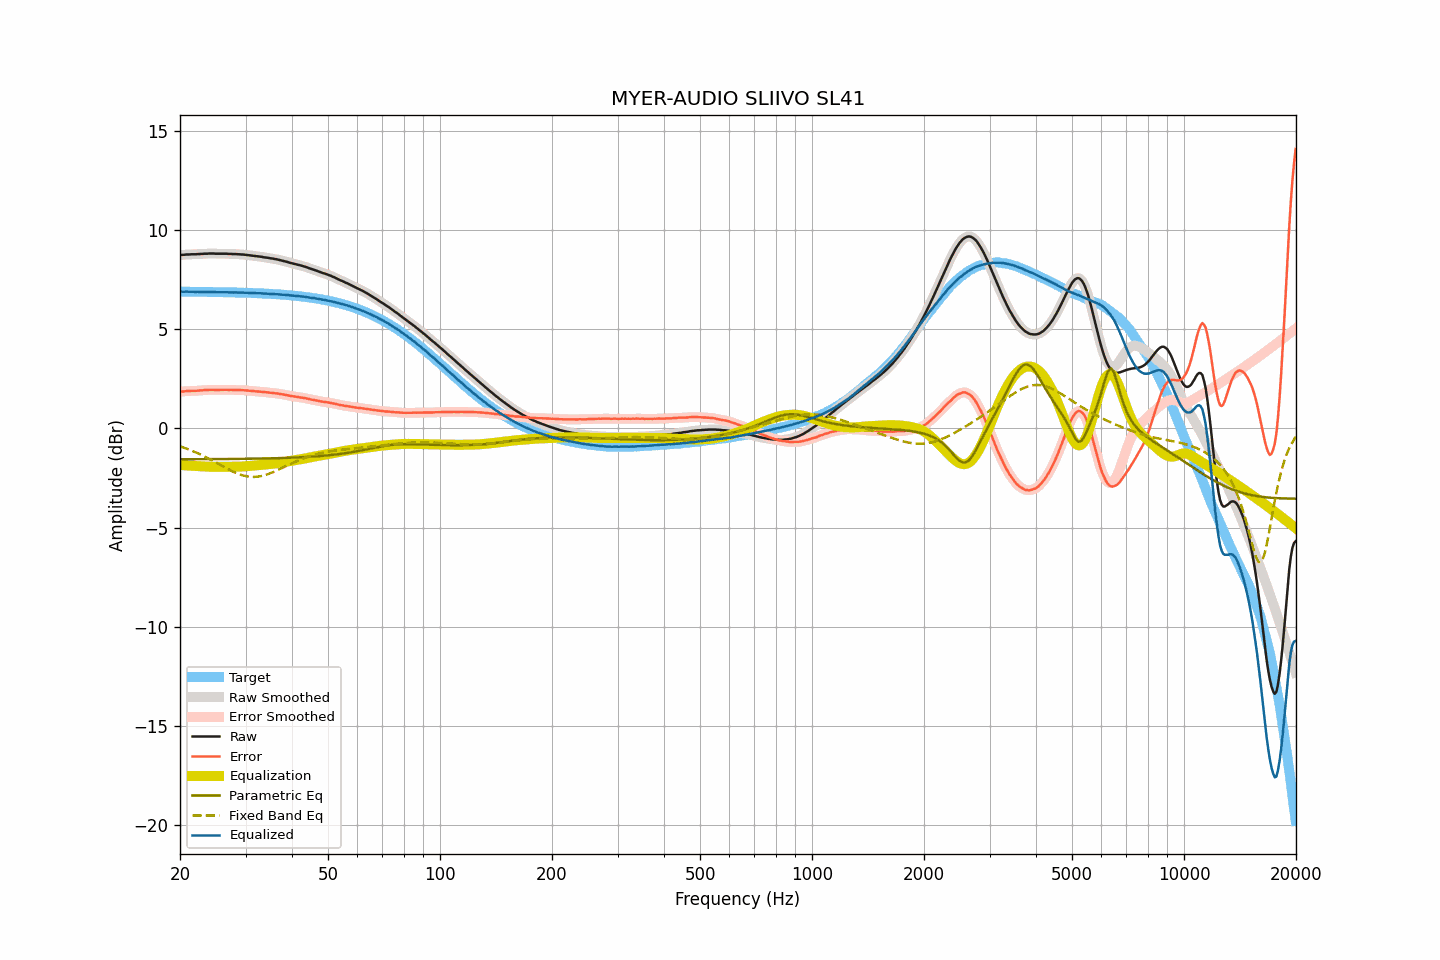 MYER-AUDIO SLIIVO SL41
15
10
5
0
−5
−10
−15
−20
Amplitude (dBr)
Target
Raw Smoothed
Error Smoothed
Raw
Error
Equalization
Parametric Eq
Fixed Band Eq
Equalized
20 50 100 200 500 1000 2000 5000 10000 20000
Frequency (Hz)